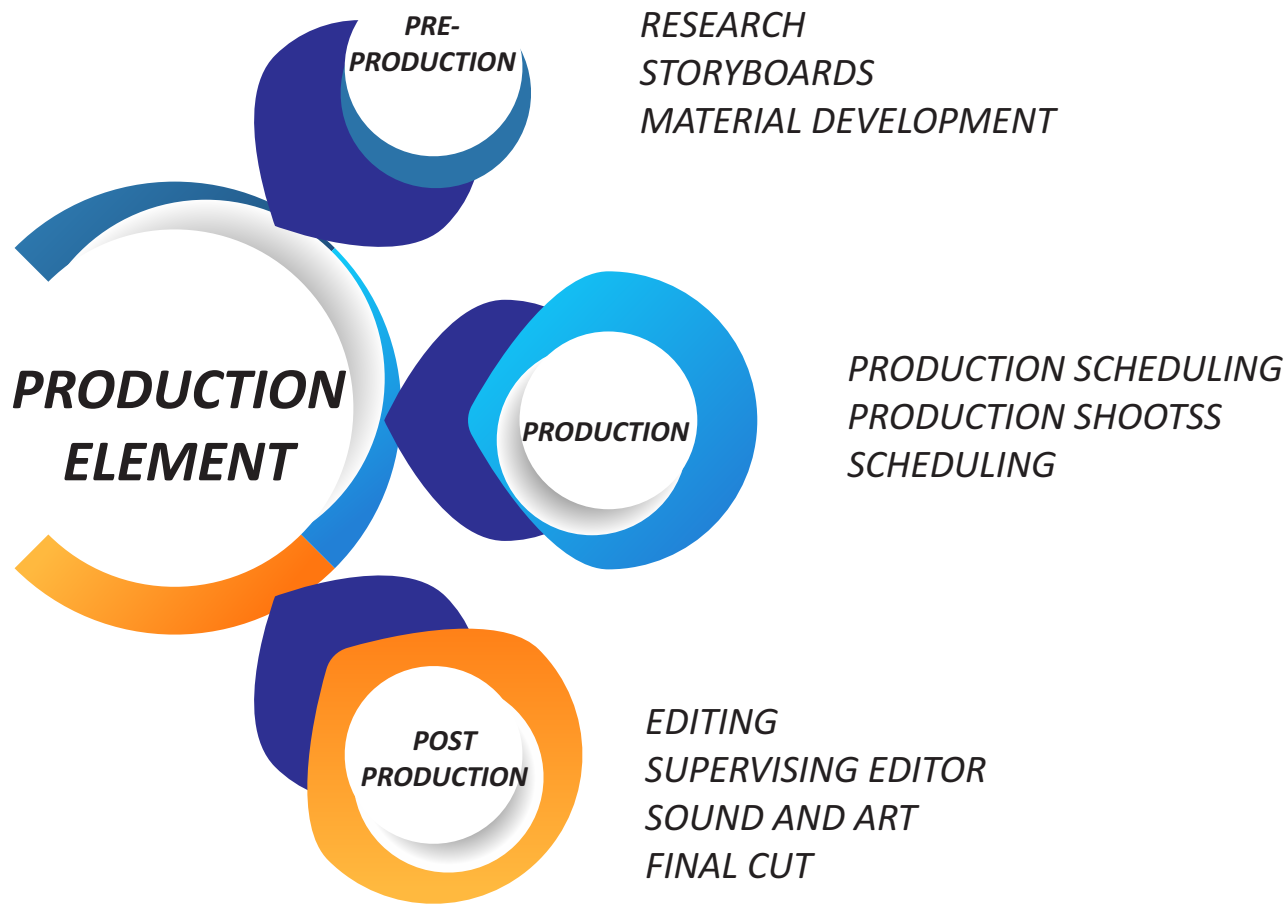 PRE-
PRODUCTION
RESEARCH
STORYBOARDS
MATERIAL DEVELOPMENT
PRODUCTION
ELEMENT
PRODUCTION
PRODUCTION SCHEDULING
PRODUCTION SHOOTSS
SCHEDULING
POST
PRODUCTION
EDITING
SUPERVISING EDITOR
SOUND AND ART
FINAL CUT